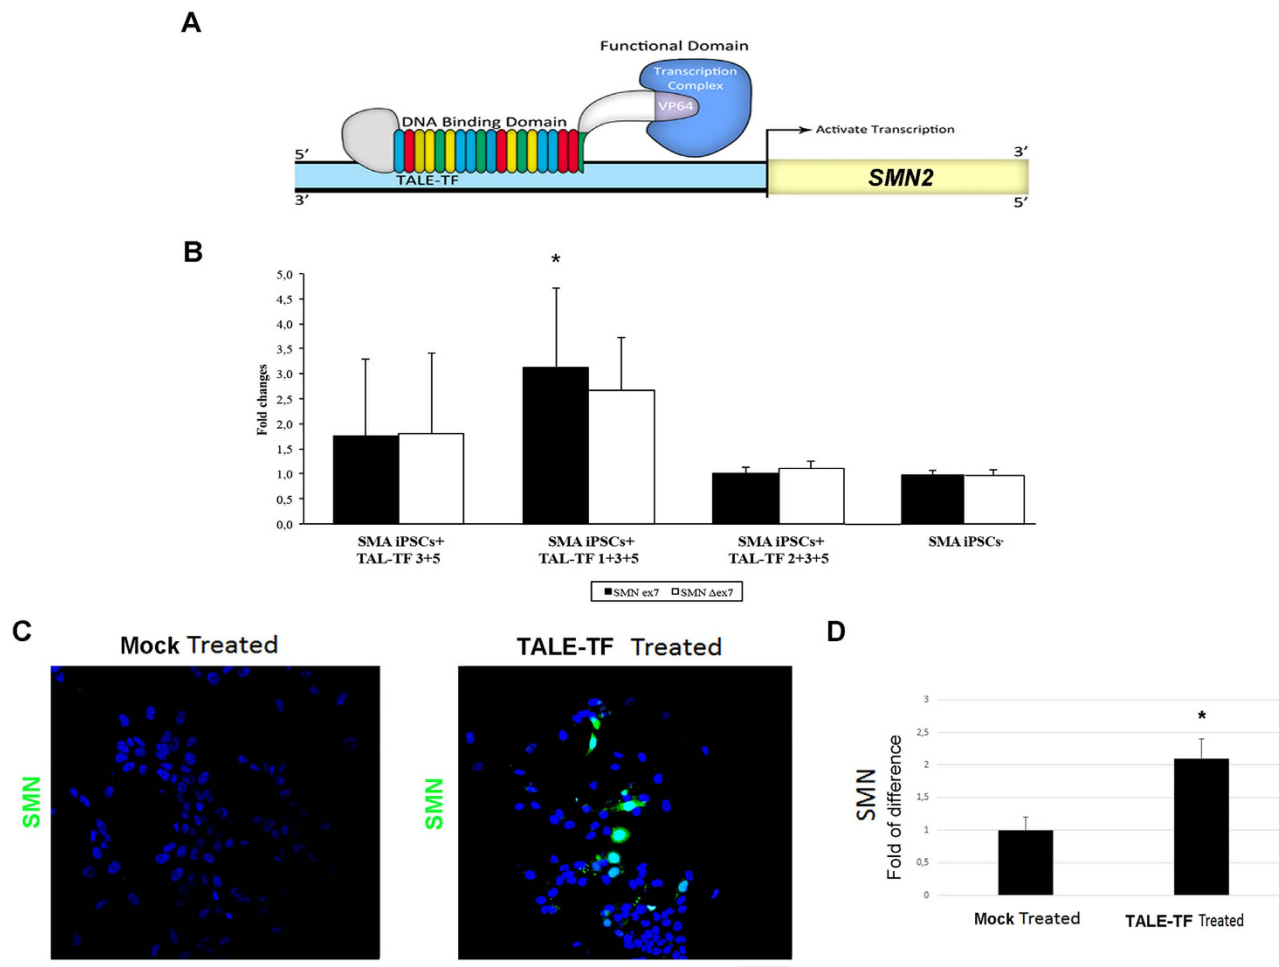 A
Functional Domain
Transcription
Complex
VP64
DNA Binding Domain
Activate Transcription
5′
3′
TALE-TF
SMN2
3′
5′
B
*
5,0
4,5
4,0
3,5
3,0
2,5
2,0
1,5
1,0
0,5
0,0
Fold changes
SMA iPSCs+
TAL-TF 3+5
SMA iPSCs+
TAL-TF 1+3+5
SMA iPSCs+
TAL-TF 2+3+5
SMA iPSCs-
SMN ex7
SMN Δex7
C
Mock Treated
TALE-TF Treated
SMN
SMN
D
3
2,5
2
1,5
1
0,5
0
*
SMN
Fold of difference
Mock Treated
TALE-TF Treated